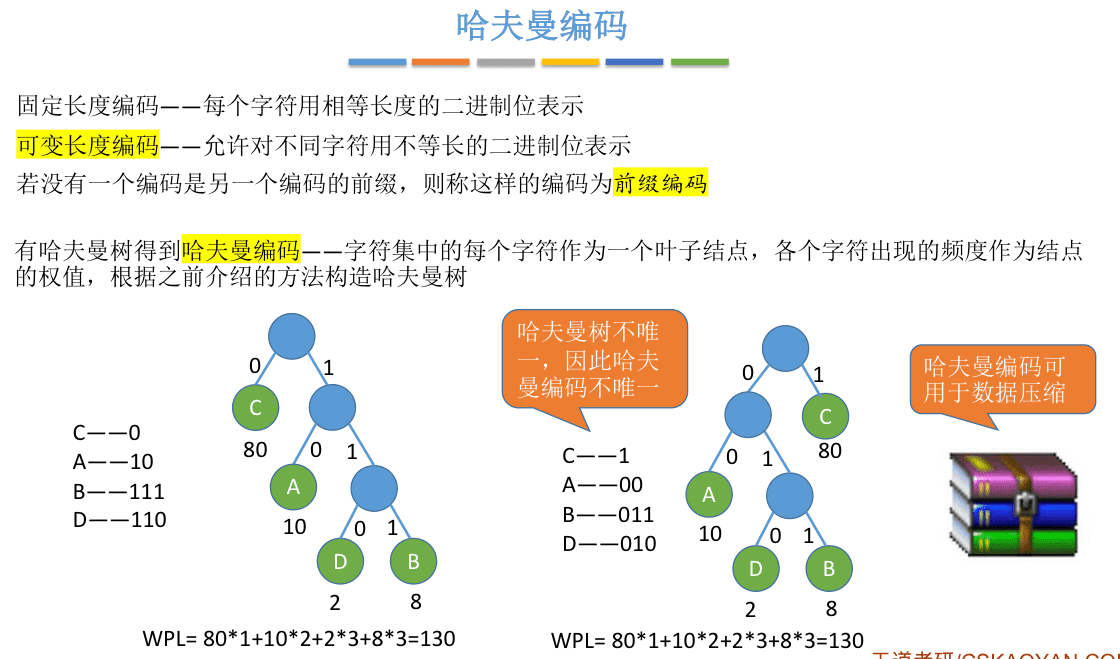 哈夫曼编码
固定长度编码——每个字符用相等长度的二进制位表示
可变长度编码——允许对不同字符用不等长的二进制位表示
若没有一个编码是另一个编码的前缀，则称这样的编码为前缀编码
有哈夫曼树得到哈夫曼编码——字符集中的每个字符作为一个叶子结点，各个字符出现的频度作为结点
的权值，根据之前介绍的方法构造哈夫曼树
C——0
A——10
B——111
D——110
0
1
C
80
0
1
A
10
0
1
D
B
2
8
WPL= 80*1+10*2+2*3+8*3=130
哈夫曼树不唯
一，因此哈夫
曼编码不唯一
C——1
A——00
B——011
D——010
0
1
C
80
0
1
A
10
0
1
D
B
2
8
WPL= 80*1+10*2+2*3+8*3=130
哈夫曼编码可
用于数据压缩